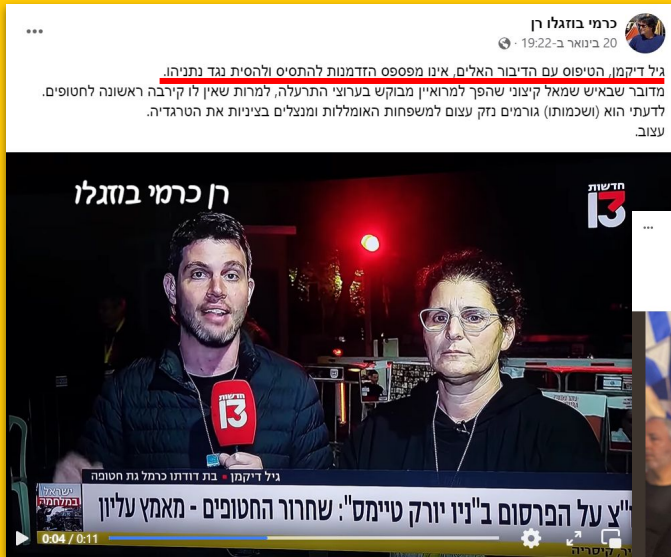 כרמי בוזגלו רן
20 בינואר ב-19:22
גיל דיקמן, הטיפוס עם הדיבור האלים, אינו מפספס הזדמנות להתסיס ולהסית נגד נתניהו.
מדובר שבאיש שמאל קיצוני שהפך למרואיין מבוקש בערוצי התרעלה, למרות שאין לו קירבה ראשונה לחטופים.
לדעתי הוא (ושכמותו) גורמים נזק עצום למשפחות האומללות ומנצלים בציניות את הטרגדיה.
עצוב.
רן כרמי בוזגלו
חדשות
13
חדשות
13
גיל דיקמן • בת דודתו כרמל גת חטופה
ישראל
במלחמה
"צ על הפרסום ב"ניו יורק טיימס": שחרור החטופים - מאמץ עליון
0:04 / 0:11
קיסריה